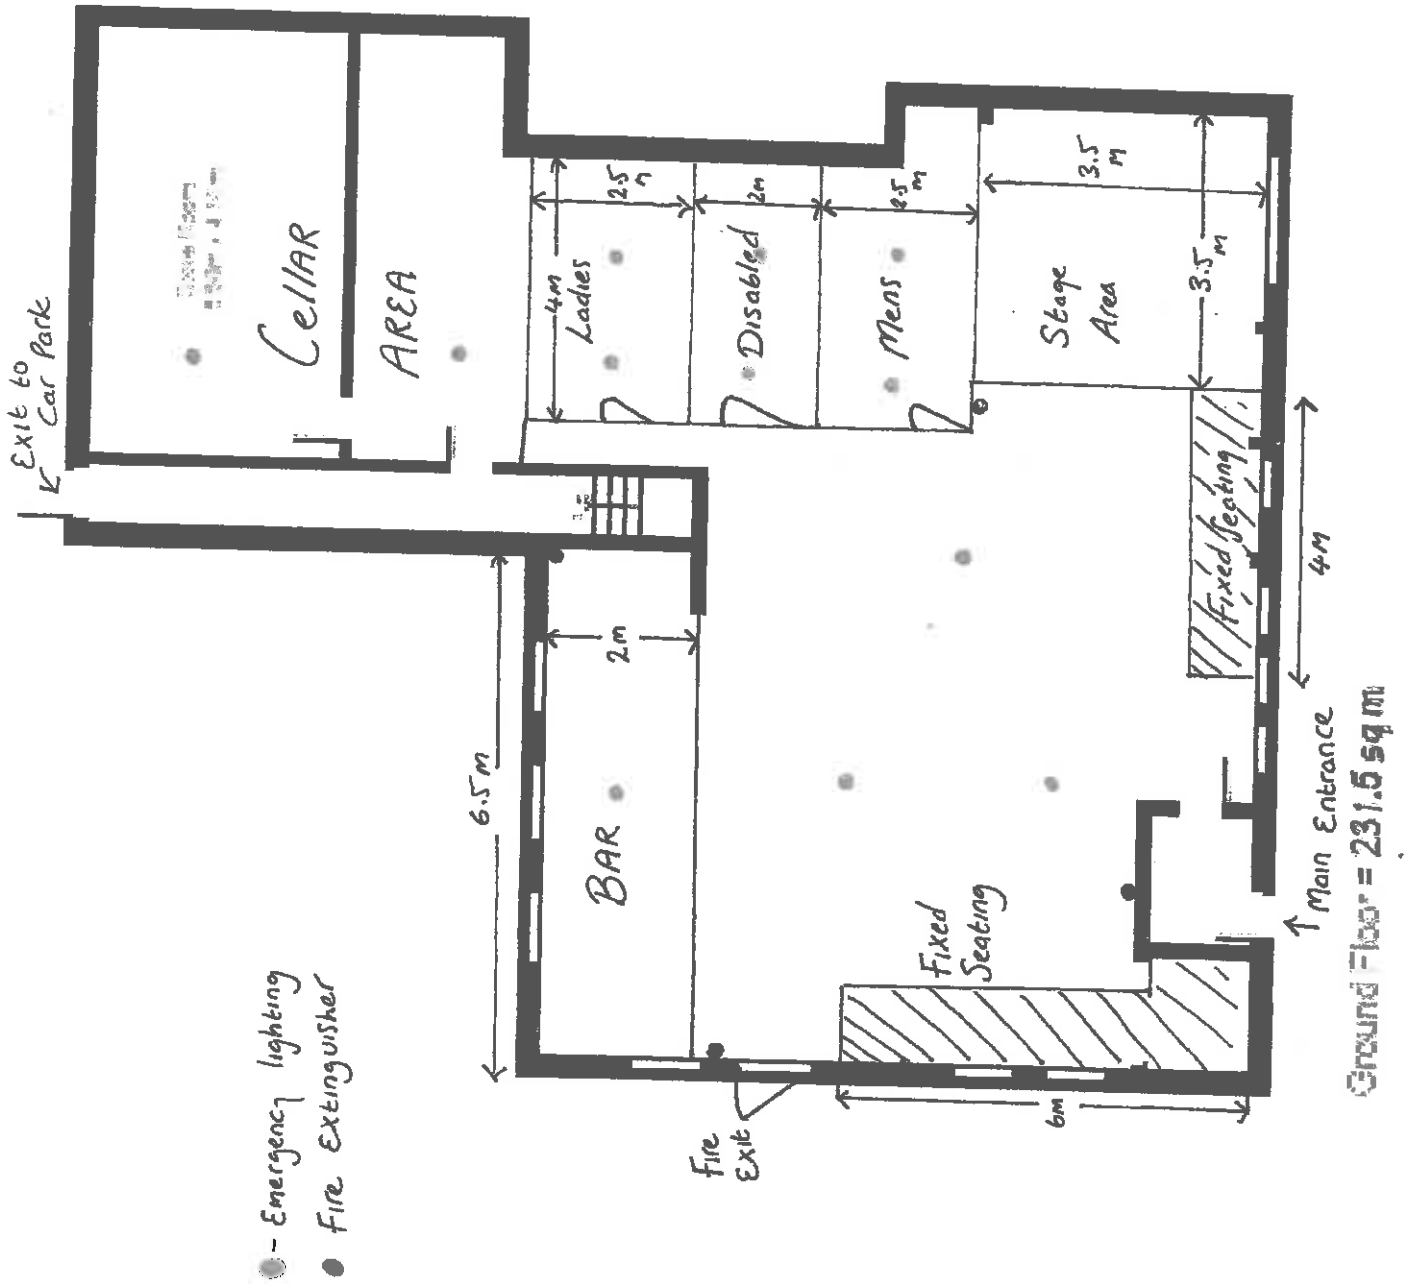 Exit to
Car Park
Cellar
AREA
4m
Ladies
2.5
m
Disabled
2m
Mens
2.5
m
Stage
Area
3.5
m
3.5m
Fixed Seating
4m
2m
6.5m
BAR
Fixed
Seating
6m
Fire
Exit
Main Entrance
Ground Floor = 231.5 sq m
- Emergency lighting
Fire Extinguisher